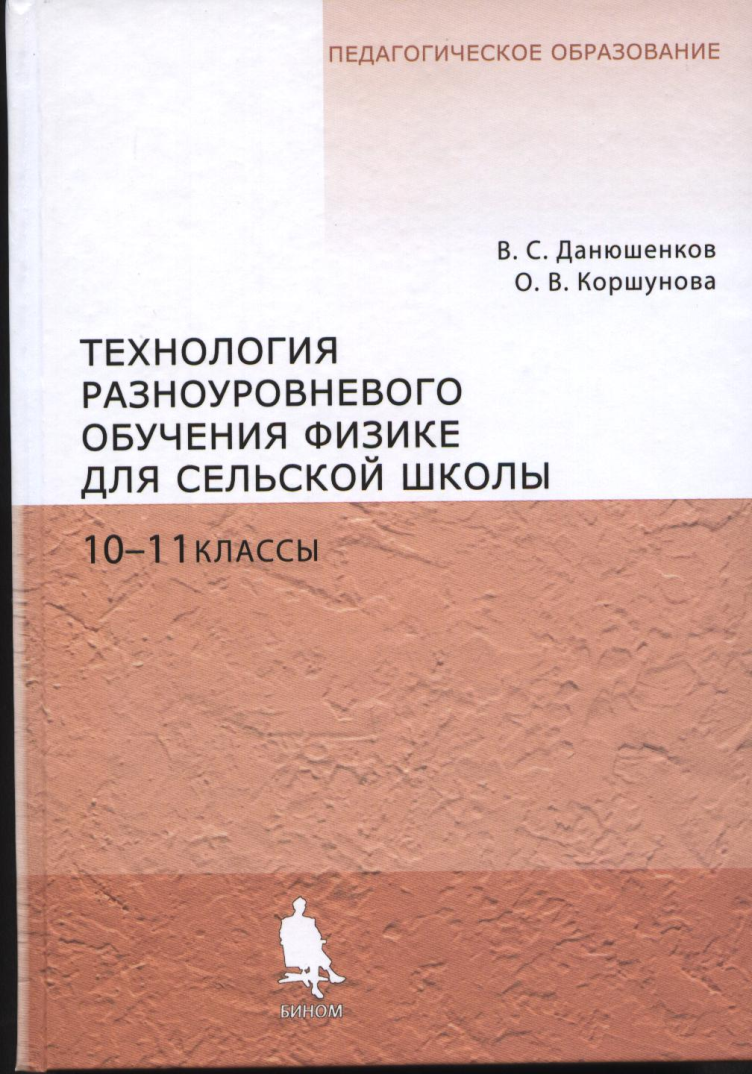 ПЕДАГОГИЧЕСКОЕ ОБРАЗОВАНИЕ
В. С. Данюшенков
О. В. Коршунова
ТЕХНОЛОГИЯ
РАЗНОУРОВНЕВОГО
ОБУЧЕНИЯ ФИЗИКЕ
ДЛЯ СЕЛЬСКОЙ ШКОЛЫ
10–11 КЛАССЫ
БИНОМ